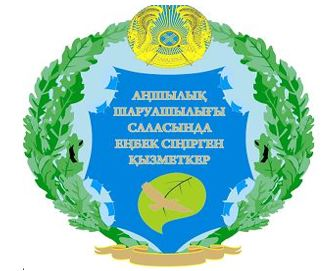 АҢШЫЛЫҚ
ШАРУАШЫЛЫҒЫ
САЛАСЫНДА
ЕҢБЕК СІҢІРГЕН
ҚЫЗМЕТКЕР